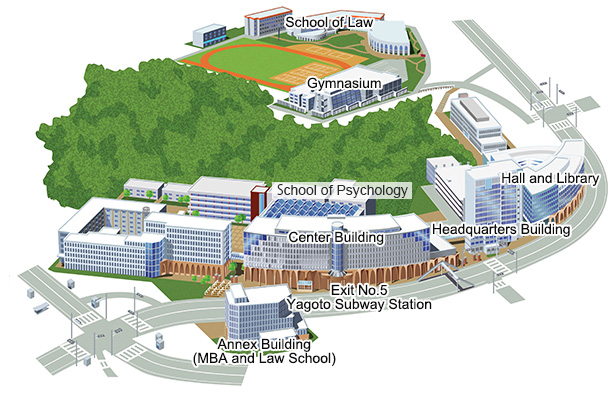 School of Law
Gymnasium
Hall and Library
School of Psychology
Headquarters Building
Center Building
Exit No.5
Yagoto Subway Station
Annex Building
(MBA and Law School)